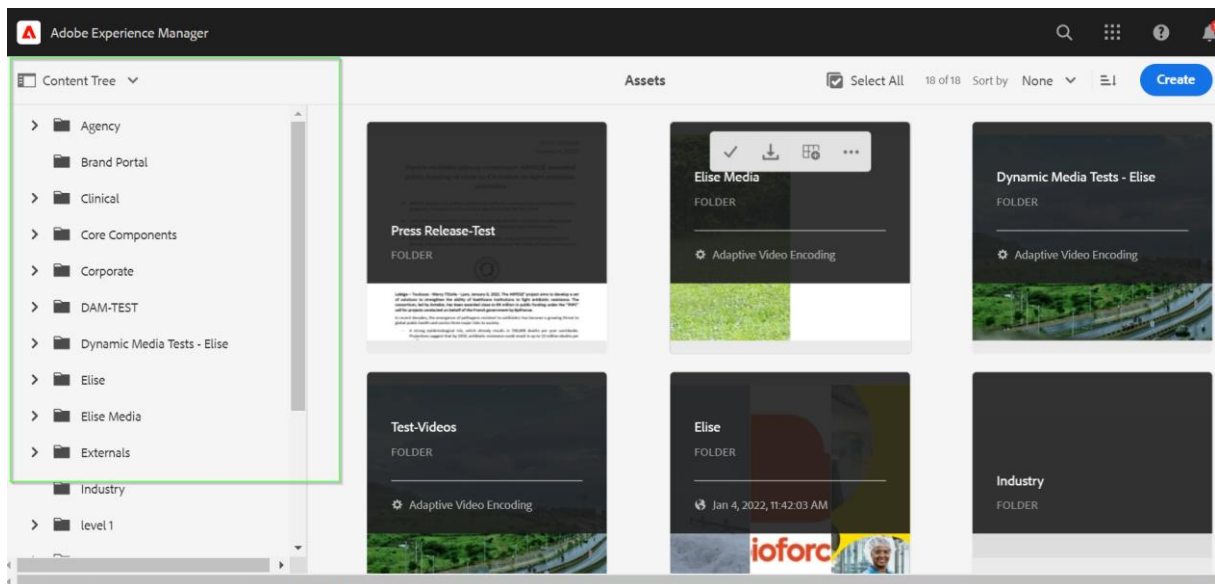 Adobe Experience Manager
Content Tree
Assets
Select All
18 of 18
Sort by
None
Create
Agency
Brand Portal
Clinical
Core Components
Corporate
DAM-TEST
Dynamic Media Tests - Elise
Elise
Elise Media
Externals
Industry
level 1
Press Release-Test
FOLDER
Elise Media
FOLDER
Adaptive Video Encoding
Dynamic Media Tests - Elise
FOLDER
Adaptive Video Encoding
Test-Videos
FOLDER
Adaptive Video Encoding
Elise
FOLDER
Jan 4, 2022, 11:42:03 AM
ioforc
Industry
FOLDER